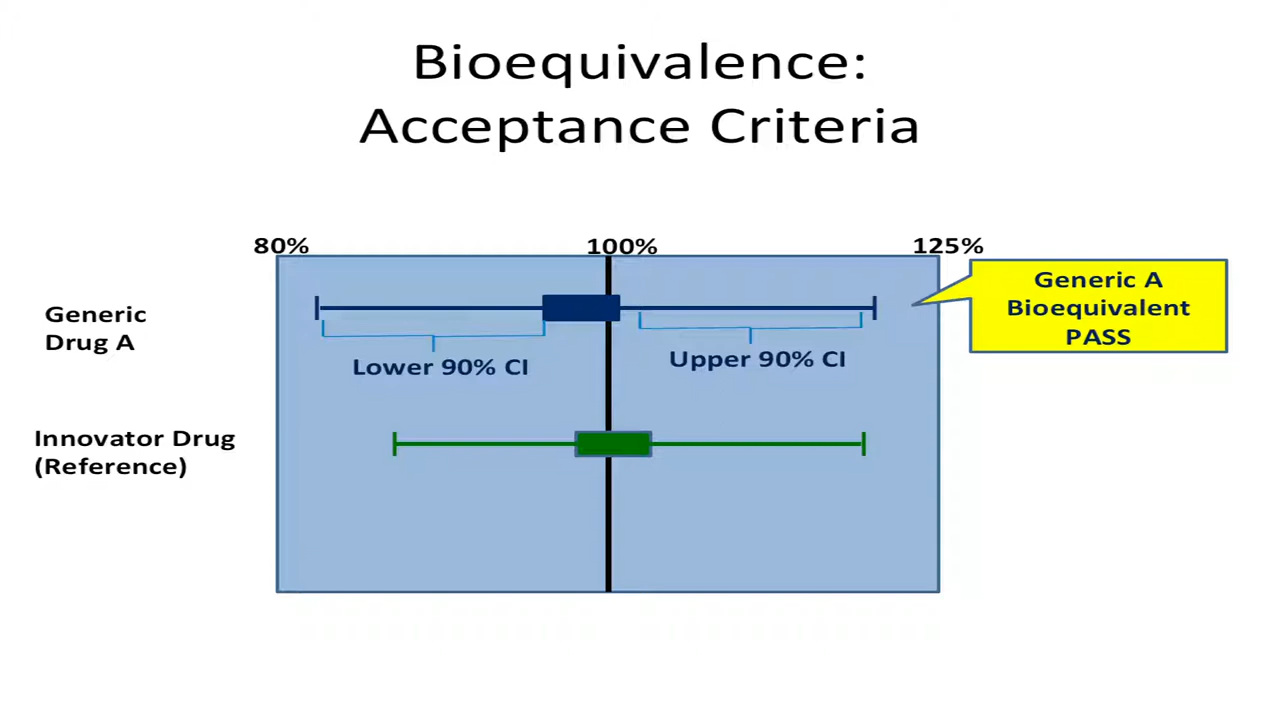 Bioequivalence:
Acceptance Criteria
80%
100%
125%
Generic A
Bioequivalent
PASS
Generic
Drug A
Lower 90% CI
Upper 90% CI
Innovator Drug
(Reference)